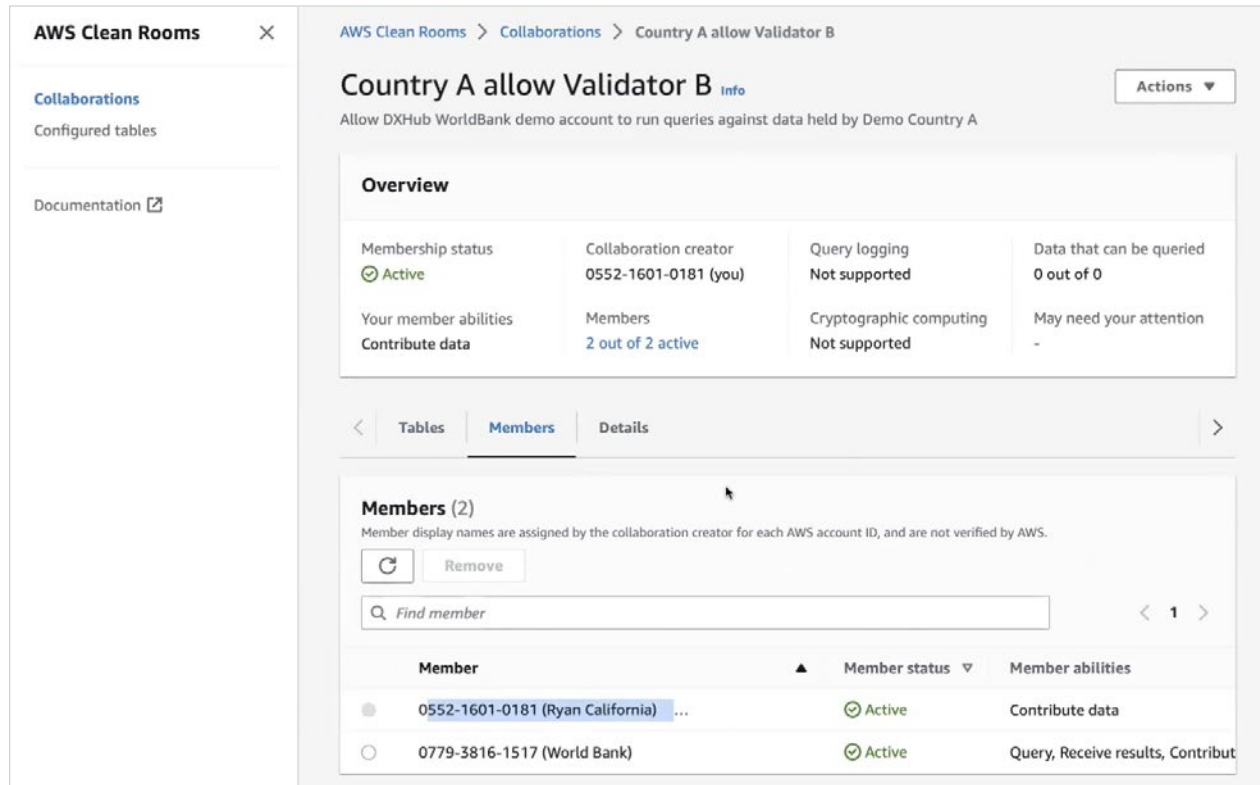 AWS Clean Rooms
Collaborations
Configured tables
Documentation
AWS Clean Rooms > Collaborations > Country A allow Validator B
Country A allow Validator B Info
Actions
Allow DXHub WorldBank demo account to run queries against data held by Demo Country A
Overview
Membership status
Active
Collaboration creator
0552-1601-0181 (you)
Query logging
Not supported
Data that can be queried
0 out of 0
Your member abilities
Contribute data
Members
2 out of 2 active
Cryptographic computing
Not supported
May need your attention
-
Tables Members Details
Members (2)
Member display names are assigned by the collaboration creator for each AWS account ID, and are not verified by AWS.
Remove
Find member
1
Member Member status Member abilities
0552-1601-0181 (Ryan California) ... Active Contribute data
0779-3816-1517 (World Bank) Active Query, Receive results, Contribut